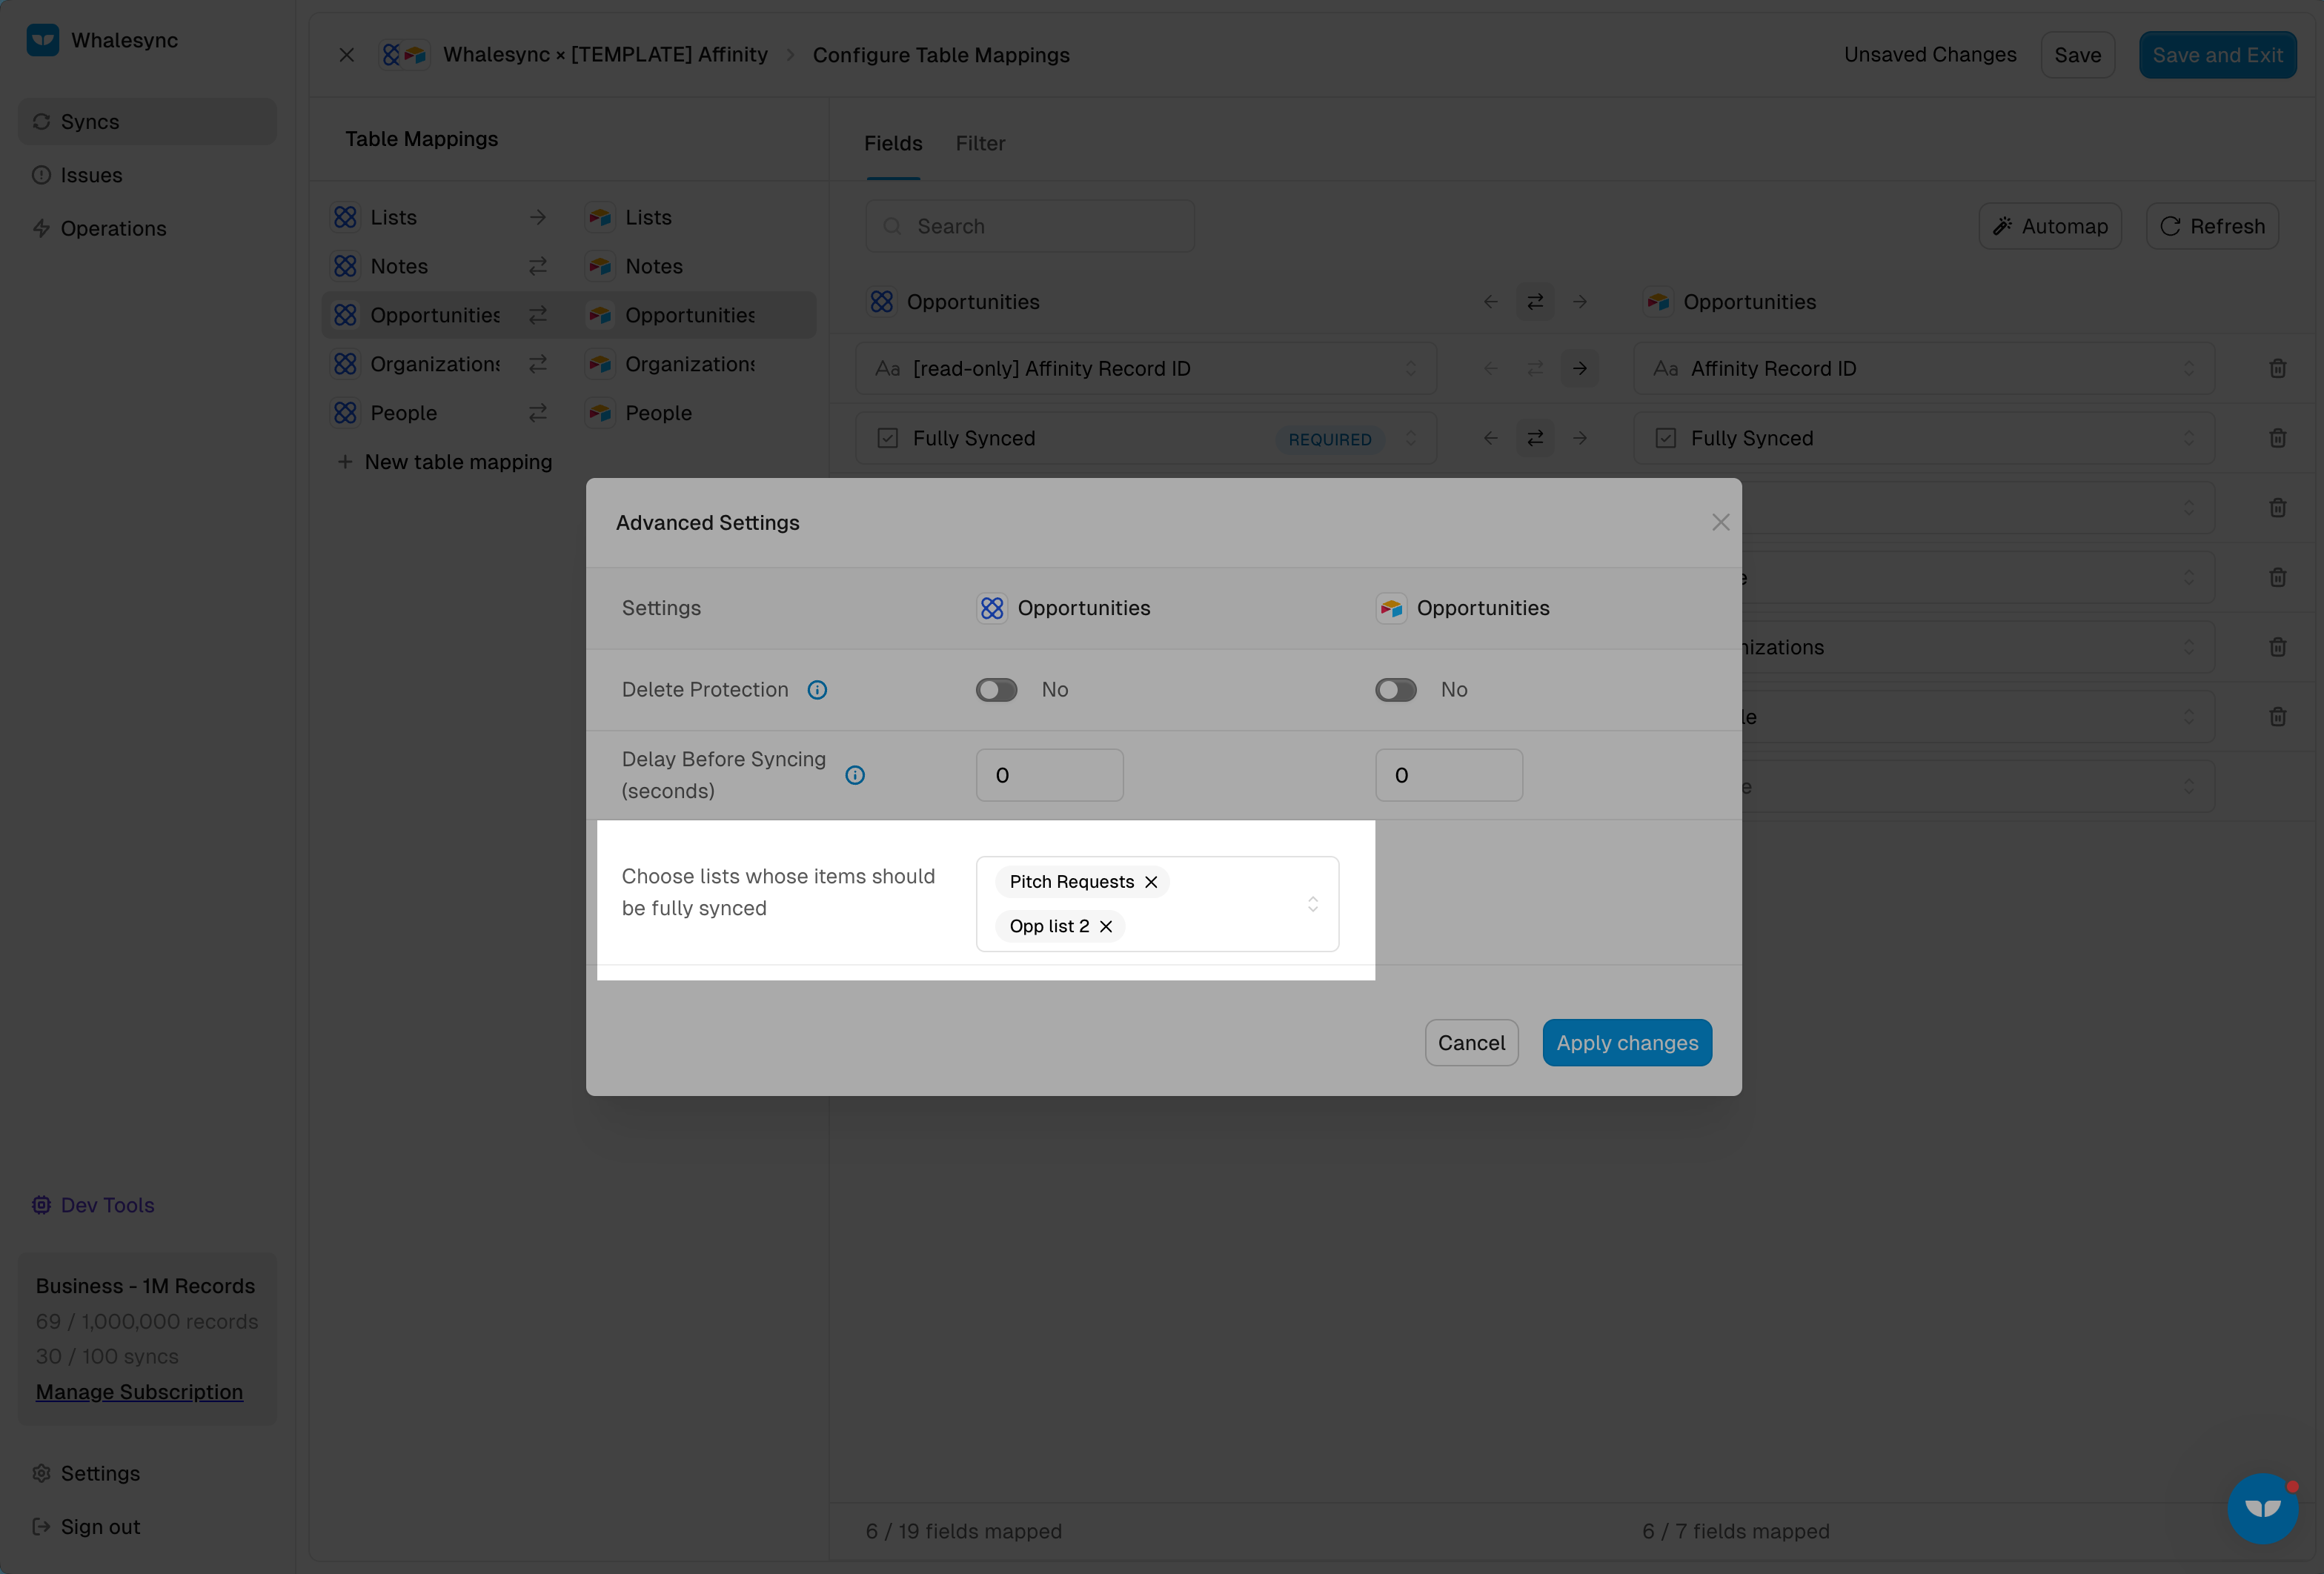 Whalesync
Syncs
Issues
Operations
Whalesync × [TEMPLATE] Affinity
Configure Table Mappings
Unsaved Changes
Save
Save and Exit
Table Mappings
Lists
Lists
Notes
Notes
Opportunities
Opportunities
Organizations
Organizations
People
People
New table mapping
Fields
Filter
Search
Automap
Refresh
Opportunities
Opportunities
Aa [read-only] Affinity Record ID
Aa Affinity Record ID
Fully Synced
REQUIRED
Fully Synced
nizations
le
e
Advanced Settings
Settings
Opportunities
Opportunities
Delete Protection
No
No
Delay Before Syncing
(seconds)
0
0
Choose lists whose items should
be fully synced
Pitch Requests
Opp list 2
Cancel
Apply changes
6 / 19 fields mapped
6 / 7 fields mapped
Dev Tools
Business - 1M Records
69 / 1,000,000 records
30 / 100 syncs
Manage Subscription
Settings
Sign out